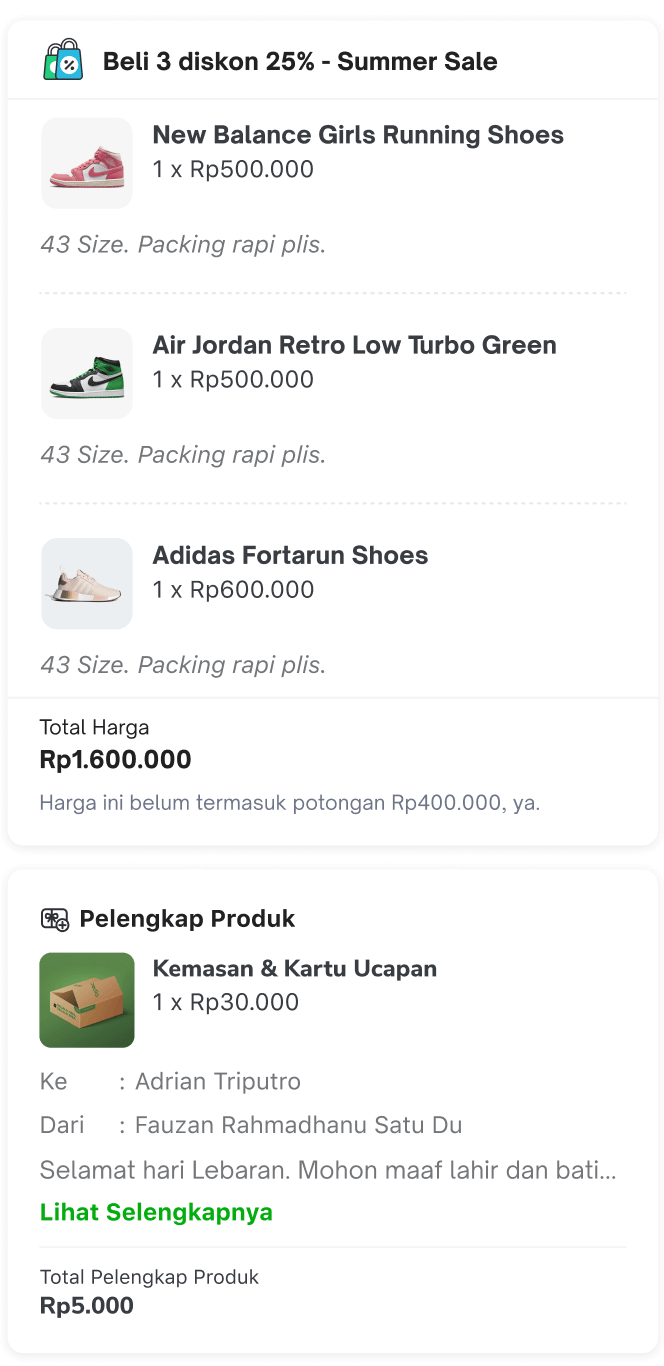 Beli 3 diskon 25% - Summer Sale
New Balance Girls Running Shoes
1 x Rp500.000
43 Size. Packing rapi plis.
Air Jordan Retro Low Turbo Green
1 x Rp500.000
43 Size. Packing rapi plis.
Adidas Fortarun Shoes
1 x Rp600.000
43 Size. Packing rapi plis.
Total Harga
Rp1.600.000
Harga ini belum termasuk potongan Rp400.000, ya.
Pelengkap Produk
Kemasan & Kartu Ucapan
1 x Rp30.000
Ke : Adrian Triputro
Dari : Fauzan Rahmadhanu Satu Du
Selamat hari Lebaran. Mohon maaf lahir dan bati...
Lihat Selengkapnya
Total Pelengkap Produk
Rp5.000